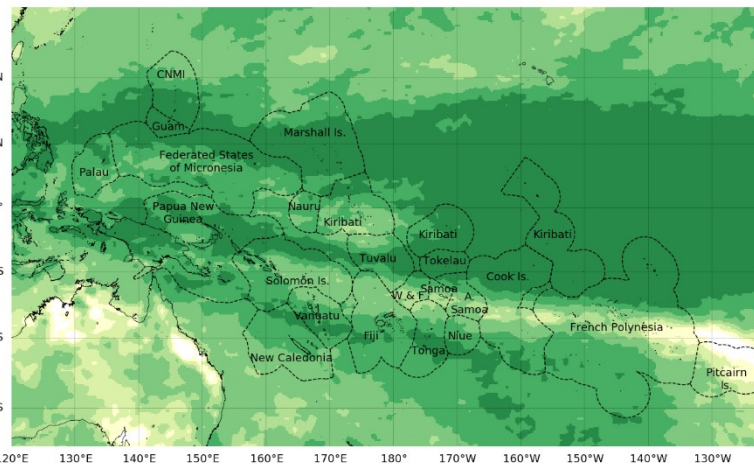 CNMI
Guam
Marshall Is.
Federated States
of Micronesia
Palau
Papua New
Guinea
Nauru
Kiribati
Kiribati
Kiribati
Tuvalu
Tokelau
Solomon Is.
Cook Is.
Samoa
W & F
A.
Samoa
Vanuatu
Fiji
Niue
French Polynesia
New Caledonia
Tonga
Pitcairn
Is.
N
N
°
°S
°S
°S
120°E 130°E 140°E 150°E 160°E 170°E 180° 170°W 160°W 150°W 140°W 130°W